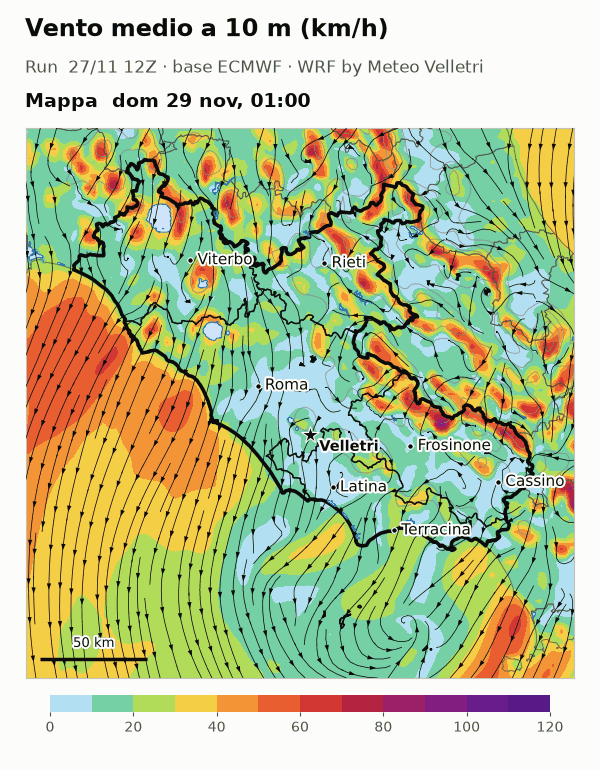 Vento medio a 10 m (km/h)
Run  27/11 12Z · base ECMWF · WRF by Meteo Velletri
Mappa  dom 29 nov, 01:00
Viterbo
Rieti
Roma
Velletri
Frosinone
Latina
Cassino
Terracina
50 km
0 20 40 60 80 100 120